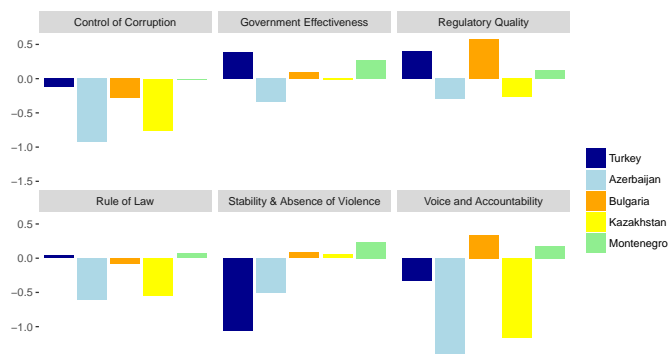 Control of Corruption
Government Effectiveness
Regulatory Quality
0.5
0.0
−0.5
−1.0
−1.5
Rule of Law
Stability & Absence of Violence
Voice and Accountability
0.5
0.0
−0.5
−1.0
Turkey
Azerbaijan
Bulgaria
Kazakhstan
Montenegro